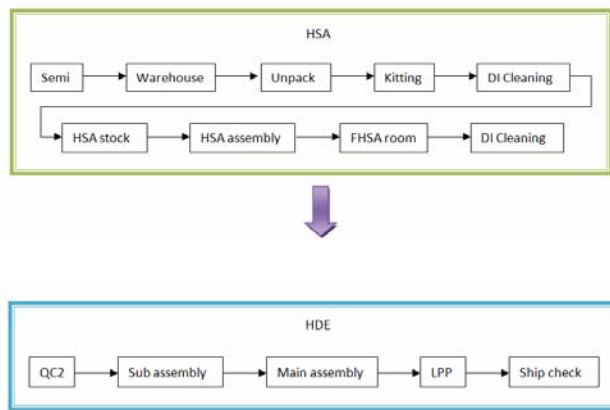 HSA
Semi Warehouse Unpack Kitting DI Cleaning
HSA stock HSA assembly FHSA room DI Cleaning
HDE
QC2 Sub assembly Main assembly LPP Ship check